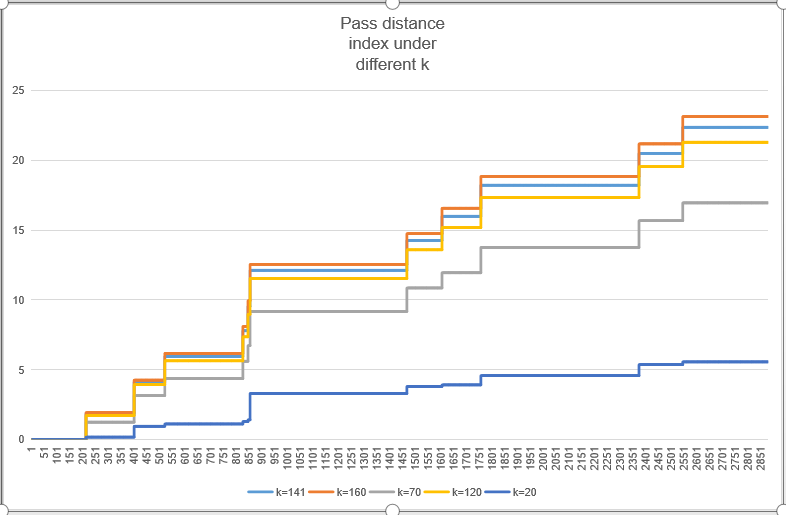 Pass distance
index under
different k
25
20
15
10
5
0
1 51 101 151 201 251 301 351 401 451 501 551 601 651 701 751 801 851 901 951 1001 1051 1101 1151 1201 1251 1301 1351 1401 1451 1501 1551 1601 1651 1701 1751 1801 1851 1901 1951 2001 2051 2101 2151 2201 2251 2301 2351 2401 2451 2501 2551 2601 2651 2701 2751 2801 2851
k=141 k=160 k=70 k=120 k=20